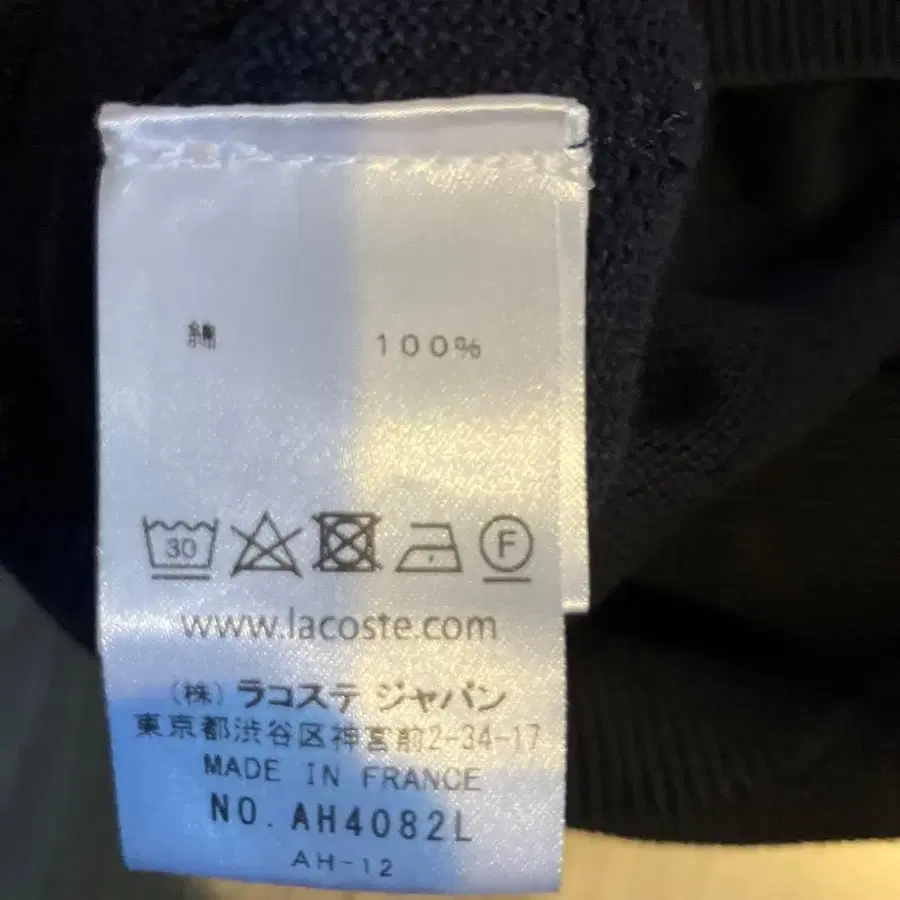 綿 100%
30 F
www.lacoste.com
(株) ラコステ ジャパン
東京都渋谷区神宮前2-34-17
MADE IN FRANCE
NO. AH4082L
AH-12